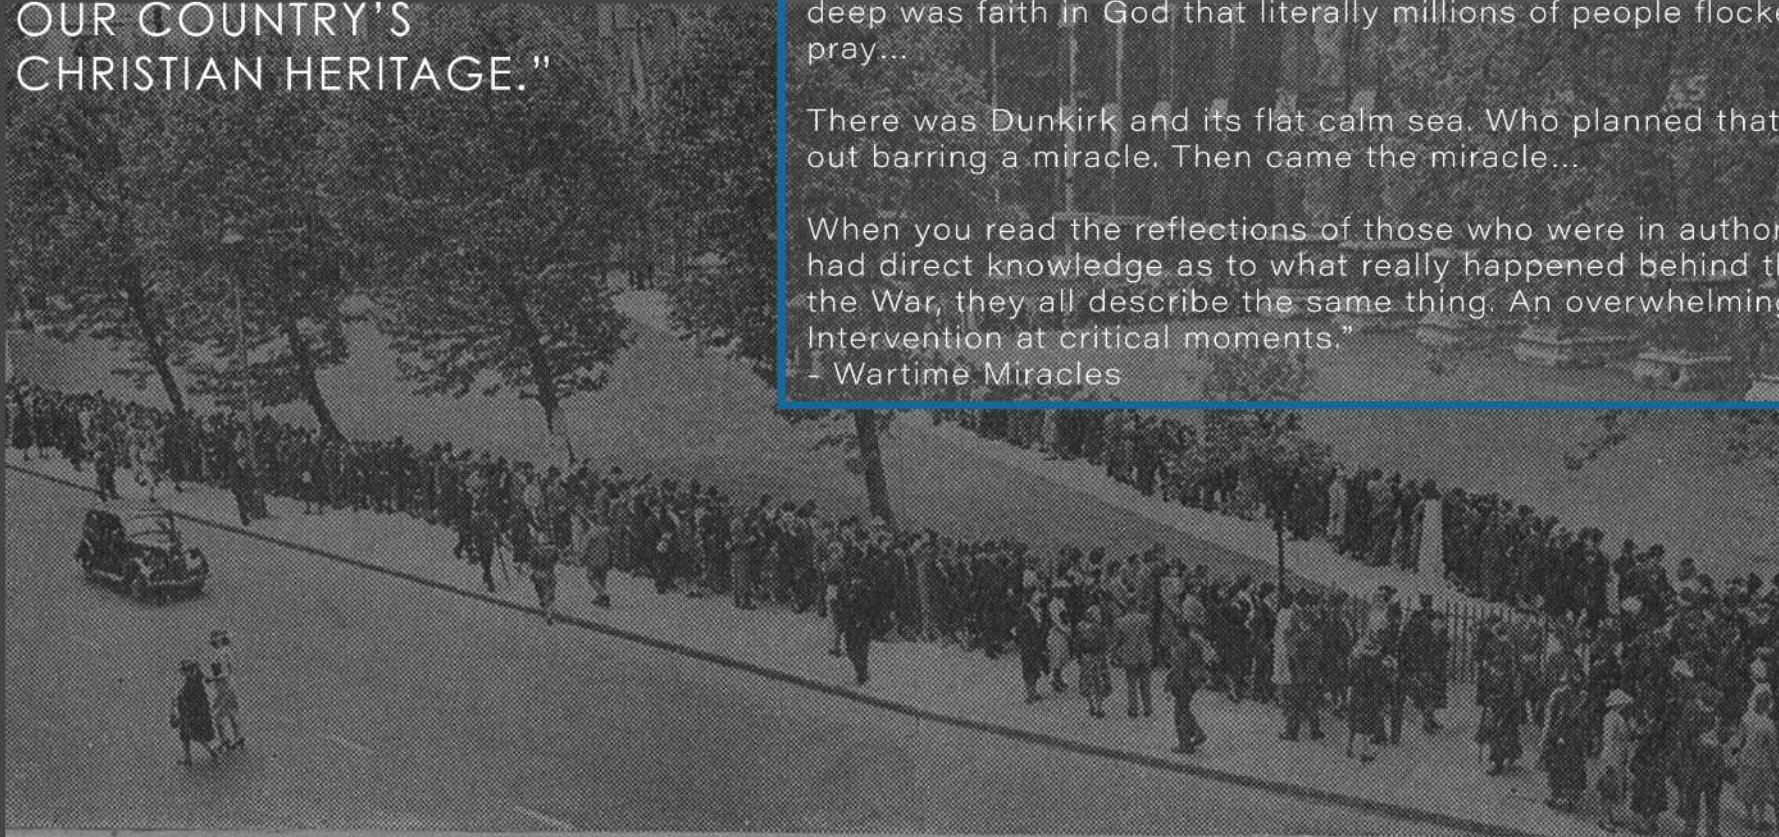 OUR COUNTRY'S
CHRISTIAN HERITAGE."
deep was faith in God that literally millions of people
pray...
There was Dunkirk and its flat calm sea. Who planned that
out barring a miracle. Then came the miracle...
When you read the reflections of those who were in
had direct knowledge as to what really happened behind
the War, they all describe the same thing. An overwhelming
Intervention at critical moments."
- Wartime Miracles